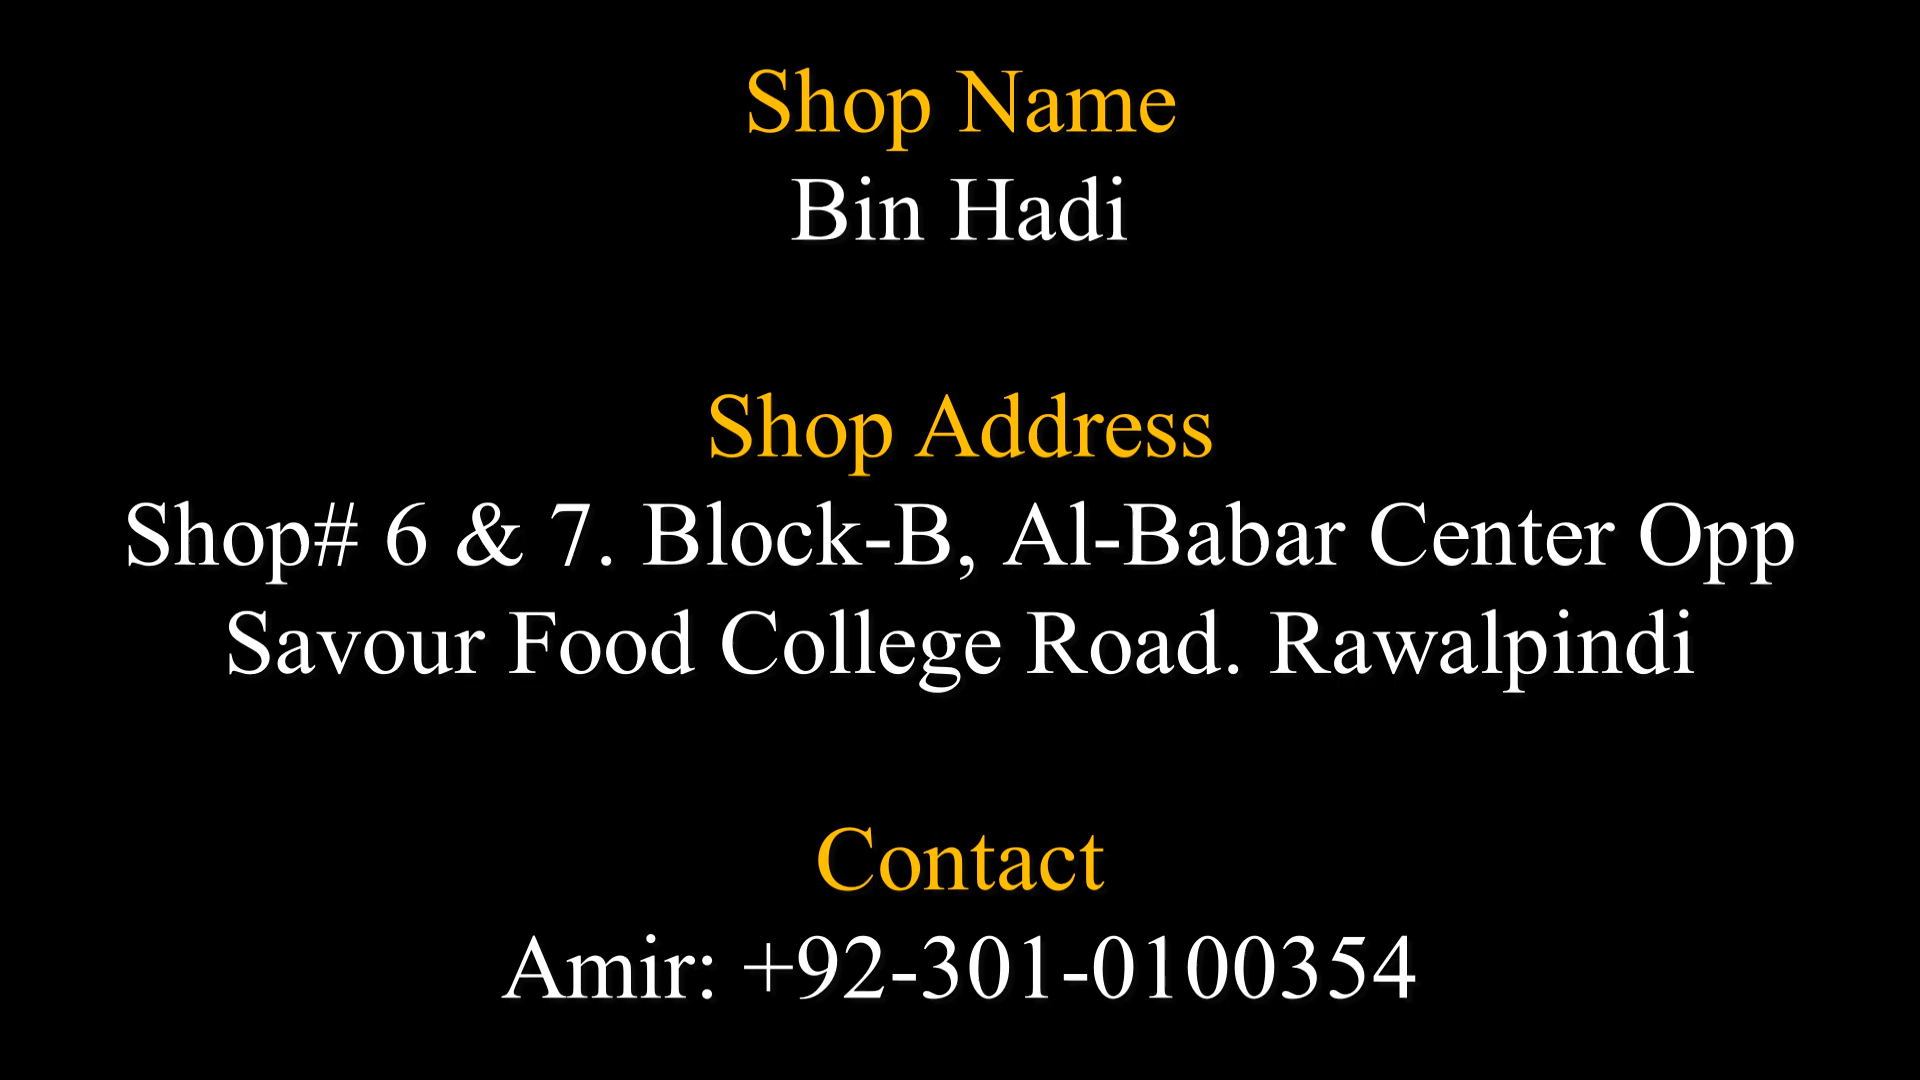 Shop Name
Bin Hadi
Shop Address
Shop# 6 & 7. Block-B, Al-Babar Center Opp
Savour Food College Road. Rawalpindi
Contact
Amir: +92-301-0100354